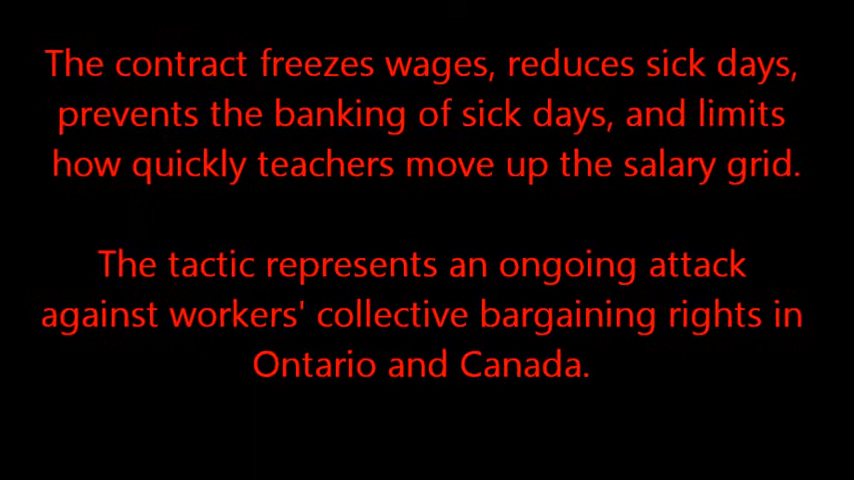 The contract freezes wages, reduces sick days,
prevents the banking of sick days, and limits
how quickly teachers move up the salary grid.
The tactic represents an ongoing attack
against workers' collective bargaining rights in
Ontario and Canada.